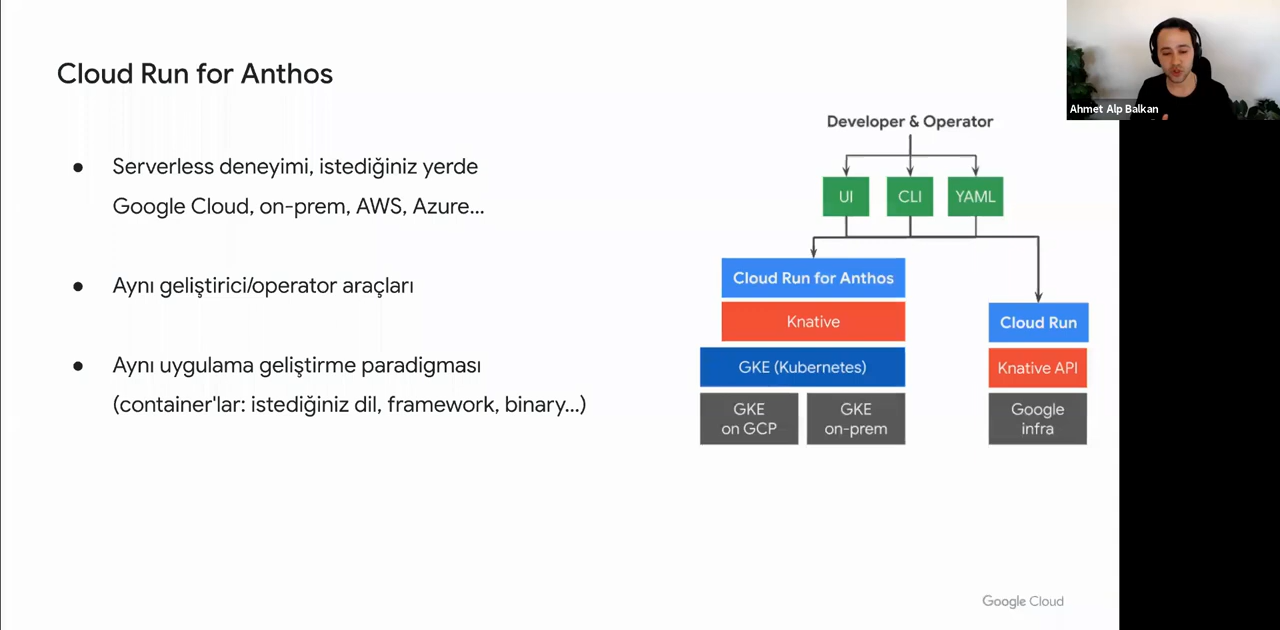 Cloud Run for Anthos
Ahmet Alp Balkan
● Serverless deneyimi, istediğiniz yerde
Google Cloud, on-prem, AWS, Azure...
● Aynı geliştirici/operator araçları
● Aynı uygulama geliştirme paradigması
(container'lar: istediğiniz dil, framework, binary...)
Developer & Operator
UI CLI YAML
Cloud Run for Anthos
Knative
GKE (Kubernetes)
GKE
on GCP
GKE
on-prem
Cloud Run
Knative API
Google
infra
Google Cloud